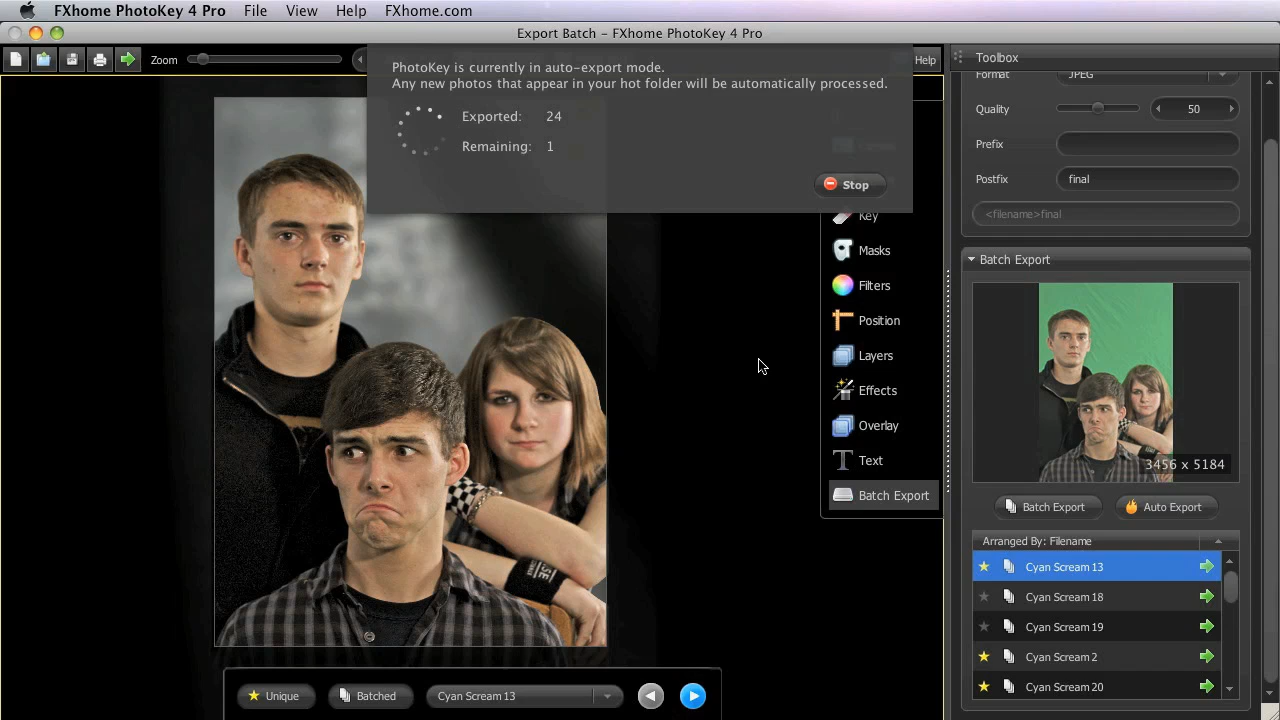 FXhome PhotoKey 4 Pro File View Help FXhome.com
Export Batch – FXhome PhotoKey 4 Pro
Zoom
Help
PhotoKey is currently in auto-export mode.
Any new photos that appear in your hot folder will be automatically processed.
Exported: 24
Remaining: 1
Stop
Key
Masks
Filters
Position
Layers
Effects
Overlay
Text
Batch Export
Unique
Batched
Cyan Scream 13
Toolbox
Format JPEG
Quality 50
Prefix
Postfix final
<filename>final
Batch Export
3456 x 5184
Batch Export
Auto Export
Arranged By: Filename
Cyan Scream 13
Cyan Scream 18
Cyan Scream 19
Cyan Scream 2
Cyan Scream 20